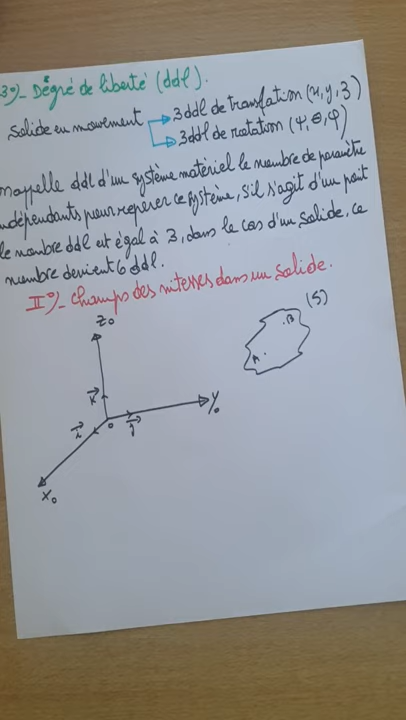 3°)- Dégré de liberté (ddl).
Solide en mouvement
3 ddl de translation (x, y, z)
3 ddl de rotation (ψ, θ, φ)
appelle ddl d'un système matériel le nombre de paramètre
indépendants pour repérer ce système, s'il s'agit d'un point
le nombre ddl est égal à 3, dans le cas d'un solide, ce
nombre devient 6 ddl.
II°)- Champs des vitesses dans un solide.
Z₀
(S)
B
A
k
i
j
o
Y₀
X₀